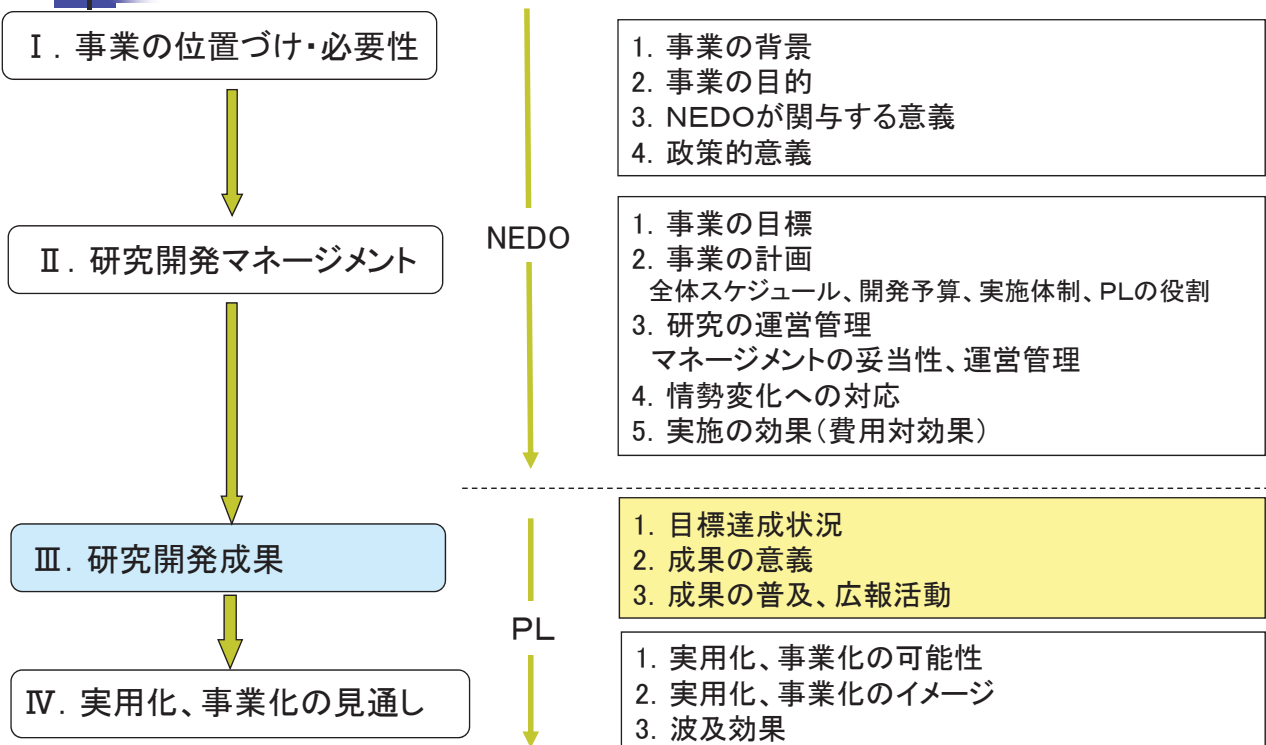 Ⅰ. 事業の位置づけ・必要性
1. 事業の背景
2. 事業の目的
3. NEDOが関与する意義
4. 政策的意義
NEDO
Ⅱ. 研究開発マネージメント
1. 事業の目標
2. 事業の計画
全体スケジュール、開発予算、実施体制、PLの役割
3. 研究の運営管理
マネージメントの妥当性、運営管理
4. 情勢変化への対応
5. 実施の効果(費用対効果)
Ⅲ. 研究開発成果
1. 目標達成状況
2. 成果の意義
3. 成果の普及、広報活動
PL
Ⅳ. 実用化、事業化の見通し
1. 実用化、事業化の可能性
2. 実用化、事業化のイメージ
3. 波及効果